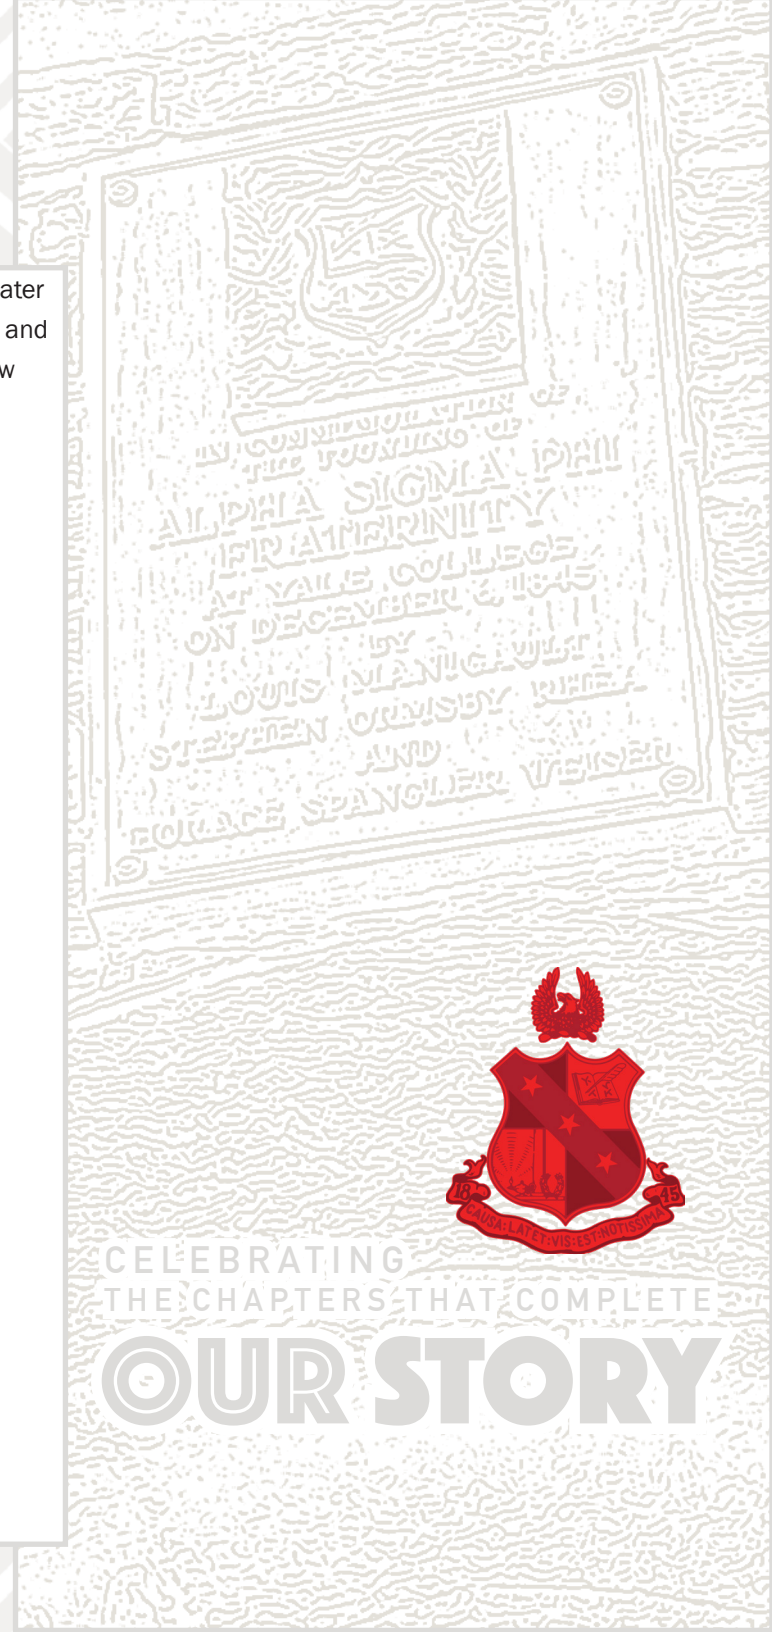 ater
and
w
IN COMMEMORATION OF
THE FOUNDING OF
ALPHA SIGMA PHI
FRATERNITY
AT YALE COLLEGE
ON DECEMBER 6, 1845
BY
LOUIS MANIGAULT
STEPHEN ORMSBY RHEA
AND
HORACE SPANGLER WEISER
18 45
CAUSA:LATET:VIS:EST:NOTISSIMA
CELEBRATING
THE CHAPTERS THAT COMPLETE
OUR STORY